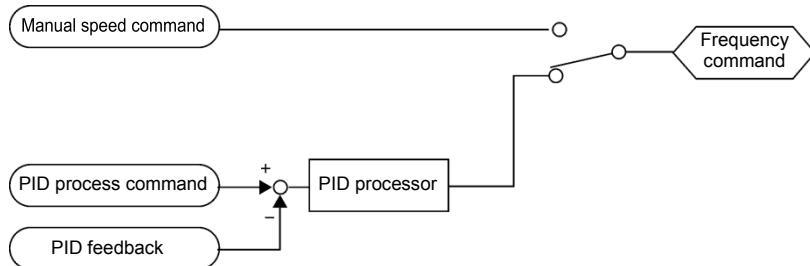 Manual speed command
Frequency
command
PID process command
+
PID processor
−
PID feedback